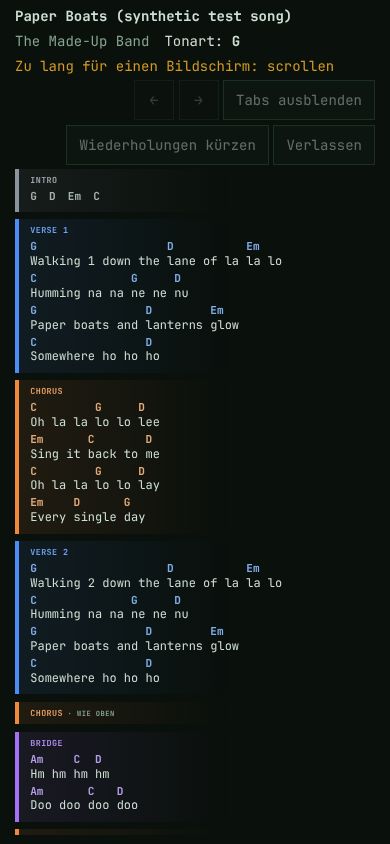 Paper Boats (synthetic test song)
The Made-Up Band  Tonart: G
Zu lang für einen Bildschirm: scrollen
←  →  Tabs ausblenden
Wiederholungen kürzen  Verlassen
INTRO
G  D  Em  C
VERSE 1
G                  D          Em
Walking 1 down the lane of la la lo
C             G     D
Humming na na ne ne nu
G               D        Em
Paper boats and lanterns glow
C               D
Somewhere ho ho ho
CHORUS
C        G     D
Oh la la lo lo lee
Em      C       D
Sing it back to me
C        G     D
Oh la la lo lo lay
Em    D      G
Every single day
VERSE 2
G                  D          Em
Walking 2 down the lane of la la lo
C             G     D
Humming na na ne ne nu
G               D        Em
Paper boats and lanterns glow
C               D
Somewhere ho ho ho
CHORUS · WIE OBEN
BRIDGE
Am    C  D
Hm hm hm hm
Am      C   D
Doo doo doo doo